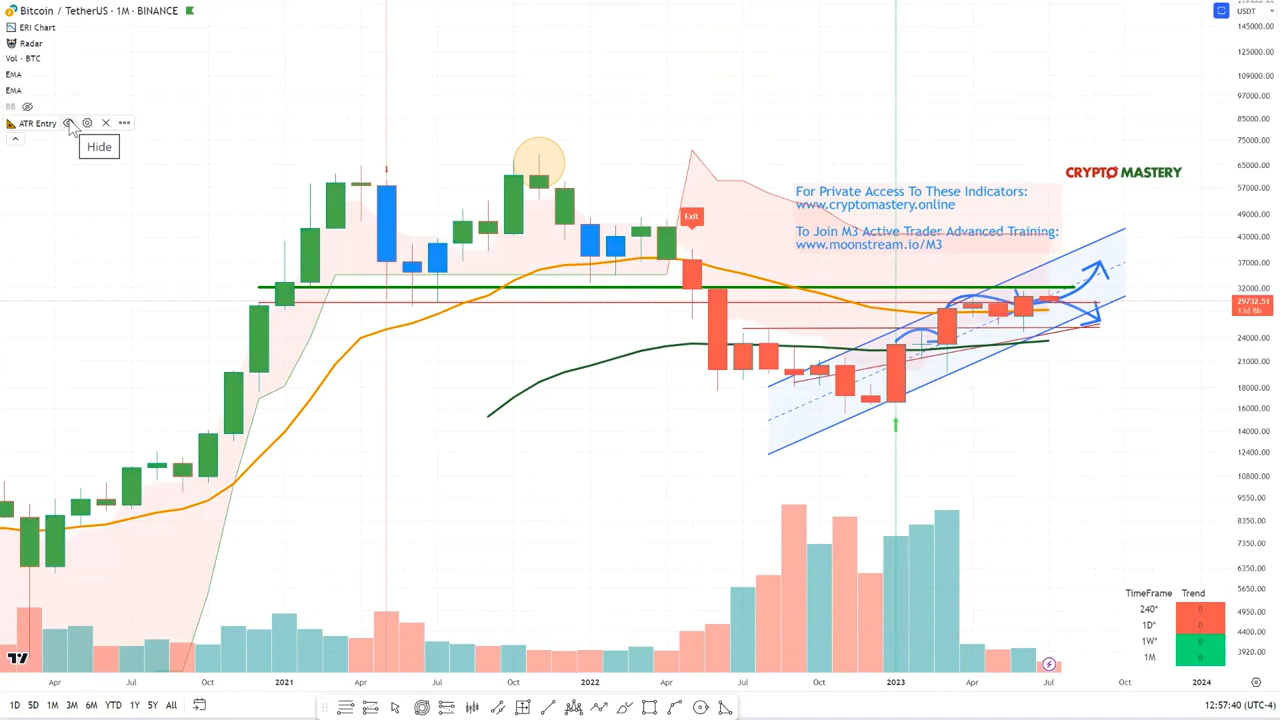 Bitcoin / TetherUS · 1M · BINANCE
ERI Chart
Radar
Vol · BTC
EMA
EMA
BB
ATR Entry
Hide
Exit
For Private Access To These Indicators:
www.cryptomastery.online
To Join M3 Active Trader Advanced Training:
www.moonstream.io/M3
CRYPTO MASTERY
USDT
145000.00
125000.00
109000.00
97000.00
85000.00
75000.00
65000.00
57000.00
49000.00
43000.00
37000.00
32000.00
29732.51
13d 8h
24000.00
21000.00
18000.00
16000.00
14000.00
12400.00
10800.00
9550.00
8350.00
7350.00
6350.00
5650.00
4950.00
4400.00
3920.00
TimeFrame Trend
240*
1D*
1W*
1M
Apr Jul Oct 2021 Apr Jul Oct 2022 Apr Jul Oct 2023 Apr Jul Oct 2024
1D 5D 1M 3M 6M YTD 1Y 5Y All
12:57:40 (UTC-4)